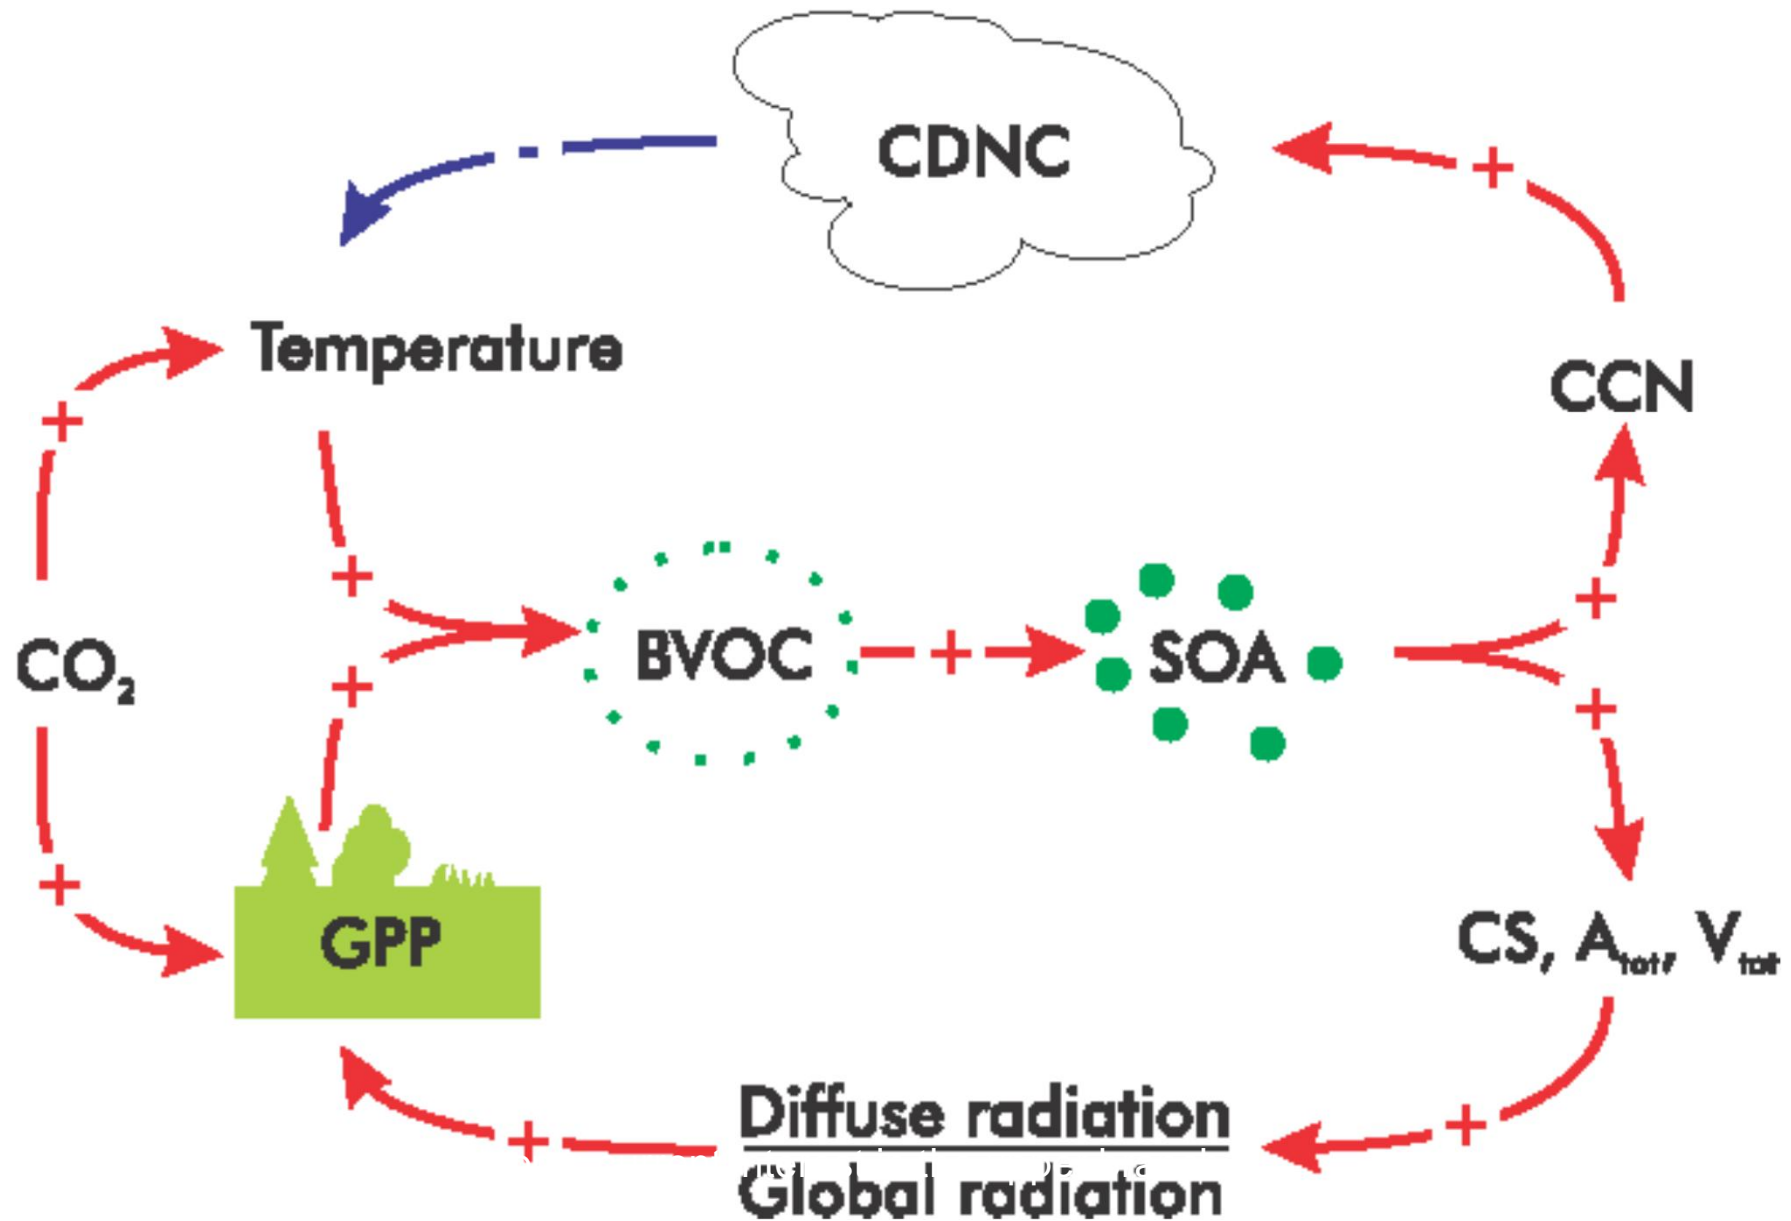 CDNC
Temperature
CCN
CO₂
BVOC
SOA
GPP
CS, Aₜₒₜ, Vₜₒₜ
Diffuse radiation
Global radiation
+
+
+
+
+
+
+
+
+
+
-